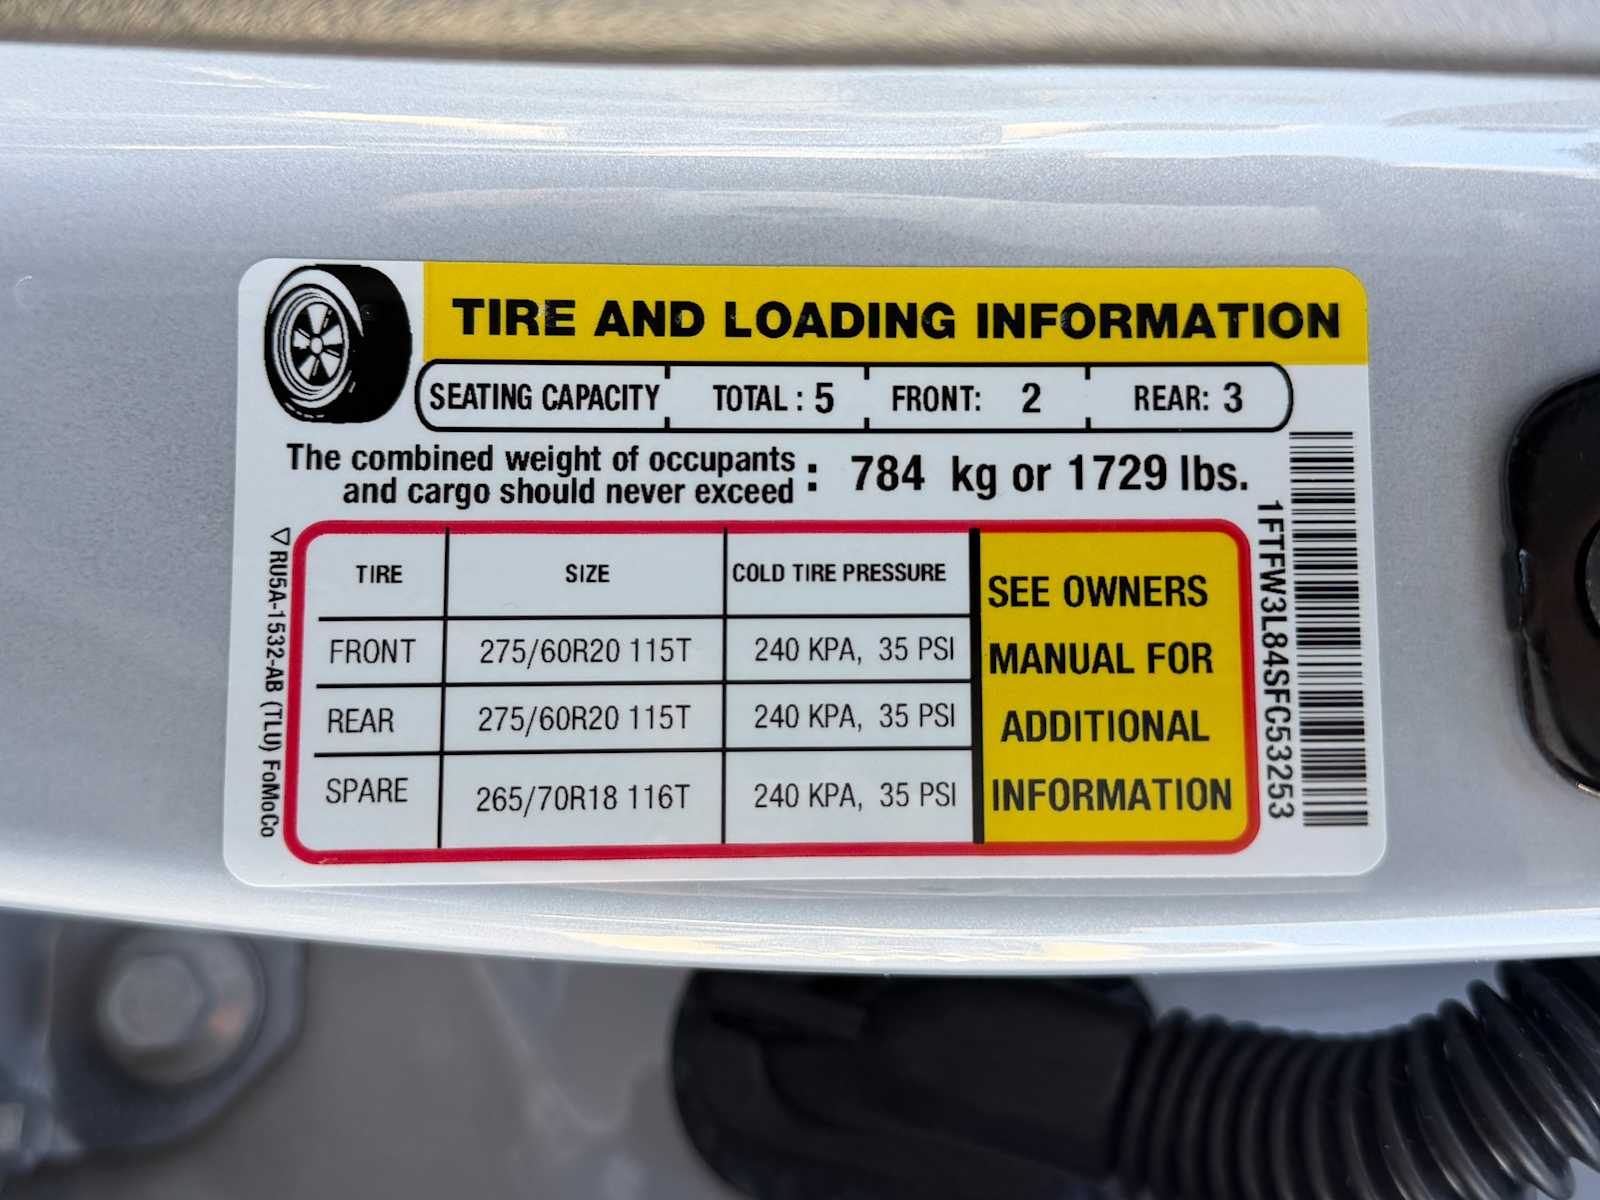 TIRE AND LOADING INFORMATION
SEATING CAPACITY TOTAL : 5 FRONT: 2 REAR: 3
The combined weight of occupants
and cargo should never exceed : 784 kg or 1729 lbs.
TIRE SIZE COLD TIRE PRESSURE
FRONT 275/60R20 115T 240 KPA, 35 PSI
REAR 275/60R20 115T 240 KPA, 35 PSI
SPARE 265/70R18 116T 240 KPA, 35 PSI
SEE OWNERS
MANUAL FOR
ADDITIONAL
INFORMATION
1FTFW3L84SFC53253
RU5A-1532-AB (TLU) FoMoCo